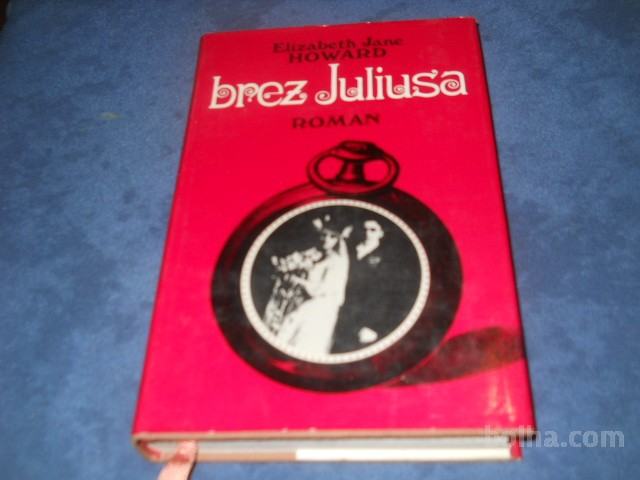 Elizabeth Jane
HOWARD
brez Juliusa
ROMAN
bolha.com